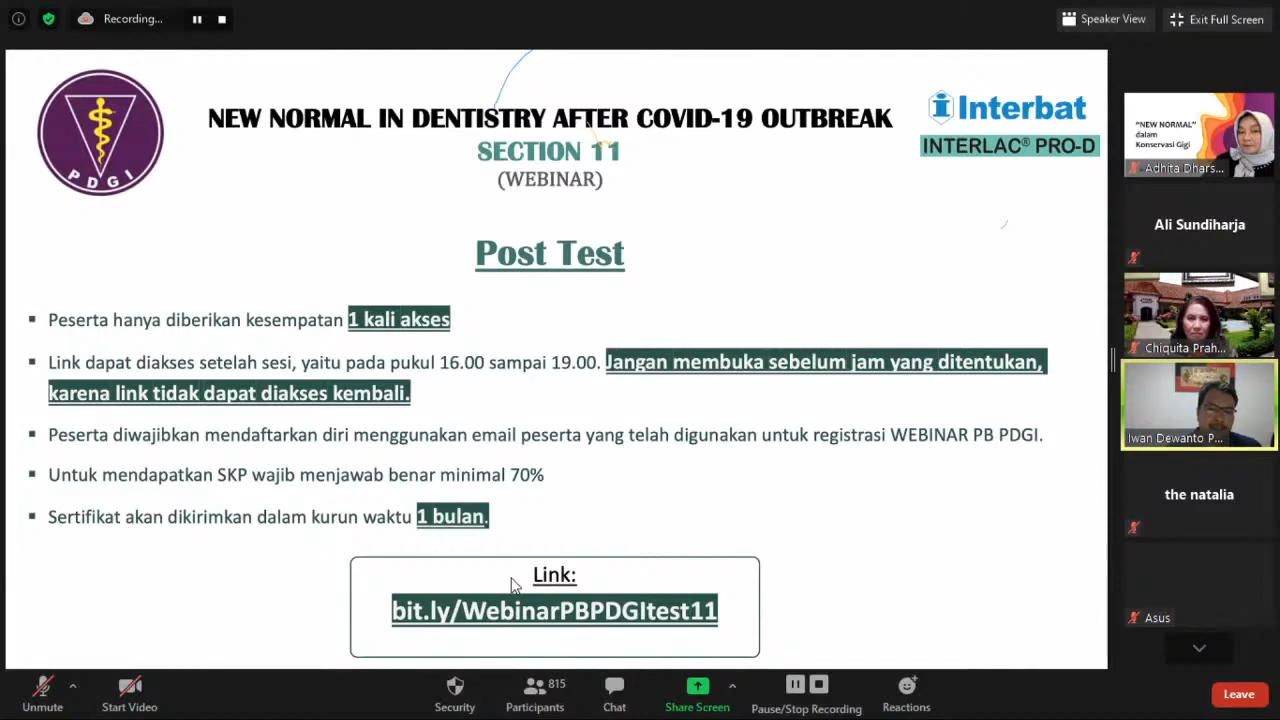 Recording...
Speaker View
Exit Full Screen
PDGI
NEW NORMAL IN DENTISTRY AFTER COVID-19 OUTBREAK
SECTION 11
(WEBINAR)
Interbat
INTERLAC® PRO-D
Post Test
▪ Peserta hanya diberikan kesempatan 1 kali akses
▪ Link dapat diakses setelah sesi, yaitu pada pukul 16.00 sampai 19.00. Jangan membuka sebelum jam yang ditentukan,
karena link tidak dapat diakses kembali.
▪ Peserta diwajibkan mendaftarkan diri menggunakan email peserta yang telah digunakan untuk registrasi WEBINAR PB PDGI.
▪ Untuk mendapatkan SKP wajib menjawab benar minimal 70%
▪ Sertifikat akan dikirimkan dalam kurun waktu 1 bulan.
Link:
bit.ly/WebinarPBPDGItest11
"NEW NORMAL"
dalam
Konservasi Gigi
Adhita Dhars...
Ali Sundiharja
Chiquita Prah...
Iwan Dewanto P...
the natalia
Asus
Unmute
Start Video
Security
815
Participants
Chat
Share Screen
Pause/Stop Recording
Reactions
Leave